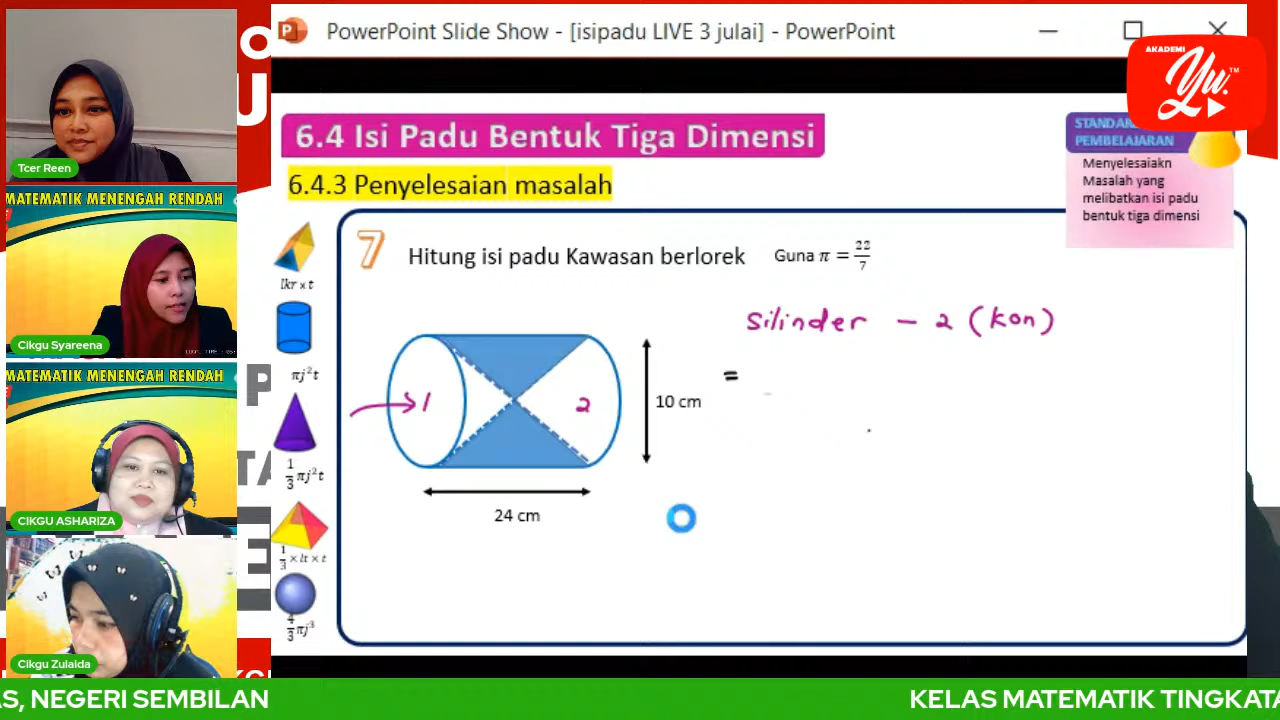 PowerPoint Slide Show - [isipadu LIVE 3 julai] - PowerPoint
AKADEMI
Yu.™
6.4 Isi Padu Bentuk Tiga Dimensi
6.4.3 Penyelesaian masalah
STANDAR
PEMBELAJARAN
Menyelesaiakn
Masalah yang
melibatkan isi padu
bentuk tiga dimensi
7 Hitung isi padu Kawasan berlorek Guna π = 22/7
Silinder - 2 (kon)
=
1
2
10 cm
24 cm
lkr x t
πj²t
1/3 πj²t
1/3 × lt × t
4/3 πj³
Tcer Reen
MATEMATIK MENENGAH RENDAH
Cikgu Syareena
MATEMATIK MENENGAH RENDAH
CIKGU ASHARIZA
Cikgu Zulaida
S, NEGERI SEMBILAN
KELAS MATEMATIK TINGKATA